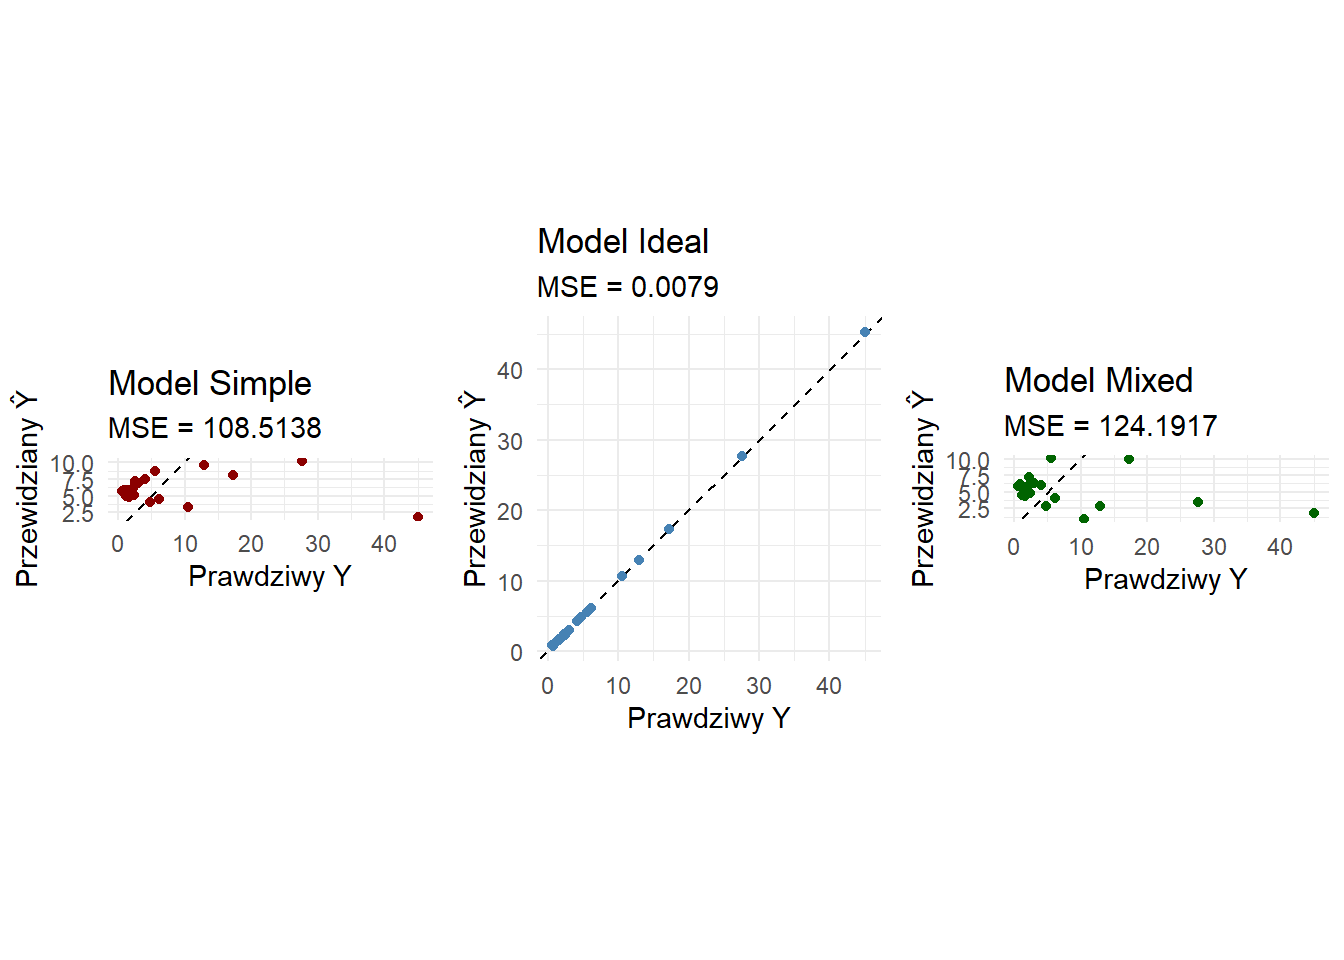 Model Simple
MSE = 108.5138
Przewidziany Ŷ
10.0
7.5
5.0
2.5
0 10 20 30 40
Prawdziwy Y
Model Ideal
MSE = 0.0079
Przewidziany Ŷ
40
30
20
10
0
0 10 20 30 40
Prawdziwy Y
Model Mixed
MSE = 124.1917
Przewidziany Ŷ
10.0
7.5
5.0
2.5
0 10 20 30 40
Prawdziwy Y